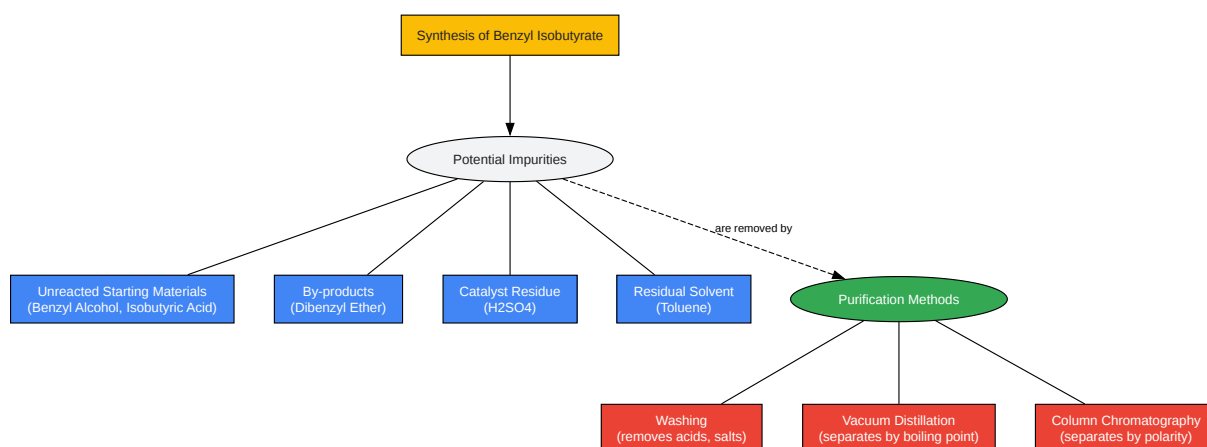 Synthesis of Benzyl Isobutyrate
Potential Impurities
are removed by
Unreacted Starting Materials
(Benzyl Alcohol, Isobutyric Acid)
By-products
(Dibenzyl Ether)
Catalyst Residue
(H2SO4)
Residual Solvent
(Toluene)
Purification Methods
Washing
(removes acids, salts)
Vacuum Distillation
(separates by boiling point)
Column Chromatography
(separates by polarity)